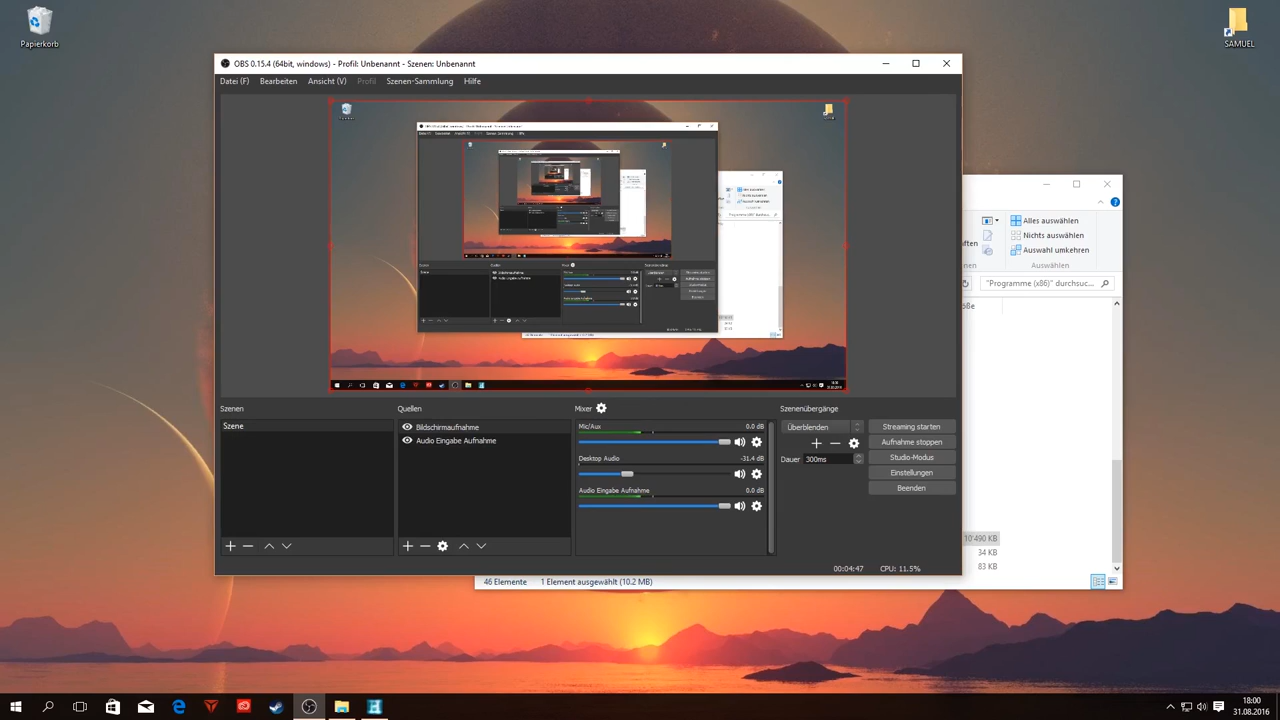 Papierkorb
SAMUEL
OBS 0.15.4 (64bit, windows) - Profil: Unbenannt - Szenen: Unbenannt
Datei (F) Bearbeiten Ansicht (V) Profil Szenen-Sammlung Hilfe
Alles auswählen
Nichts auswählen
Auswahl umkehren
Auswählen
"Programme (x86)" durchsuc...
Szenen
Szene
Quellen
Bildschirmaufnahme
Audio Eingabe Aufnahme
Mixer
Mic/Aux 0.0 dB
Desktop Audio -31.4 dB
Audio Eingabe Aufnahme 0.0 dB
Szenenübergänge
Überblenden
Dauer 300ms
Streaming starten
Aufnahme stoppen
Studio-Modus
Einstellungen
Beenden
00:04:47 CPU: 11.5%
10'490 KB
34 KB
83 KB
46 Elemente 1 Element ausgewählt (10.2 MB)
18:00
31.08.2016